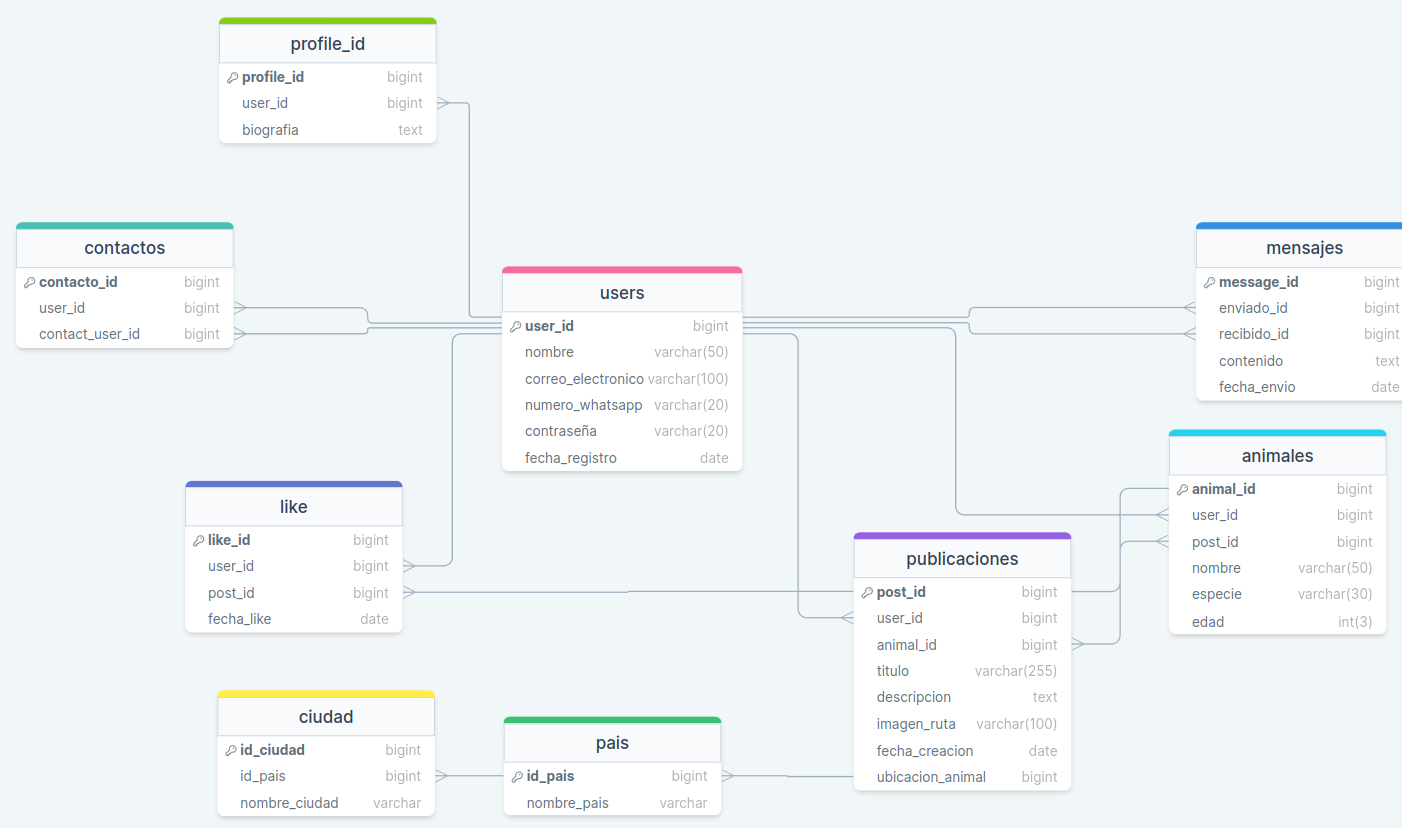 profile_id
profile_id bigint
user_id bigint
biografia text
contactos
contacto_id bigint
user_id bigint
contact_user_id bigint
users
user_id bigint
nombre varchar(50)
correo_electronico varchar(100)
numero_whatsapp varchar(20)
contraseña varchar(20)
fecha_registro date
mensajes
message_id bigint
enviado_id bigint
recibido_id bigint
contenido text
fecha_envio date
animales
animal_id bigint
user_id bigint
post_id bigint
nombre varchar(50)
especie varchar(30)
edad int(3)
like
like_id bigint
user_id bigint
post_id bigint
fecha_like date
publicaciones
post_id bigint
user_id bigint
animal_id bigint
titulo varchar(255)
descripcion text
imagen_ruta varchar(100)
fecha_creacion date
ubicacion_animal bigint
ciudad
id_ciudad bigint
id_pais bigint
nombre_ciudad varchar
pais
id_pais bigint
nombre_pais varchar